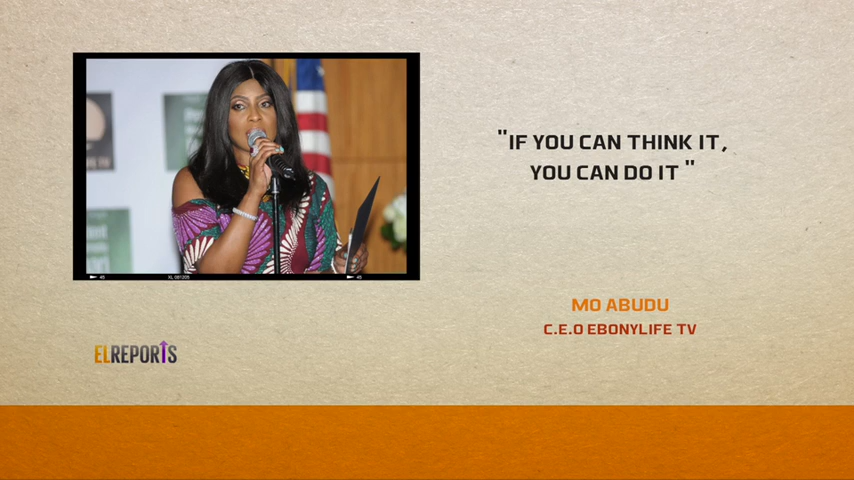 "IF YOU CAN THINK IT,
YOU CAN DO IT "
MO ABUDU
C.E.O EBONYLIFE TV
ELREPORTS